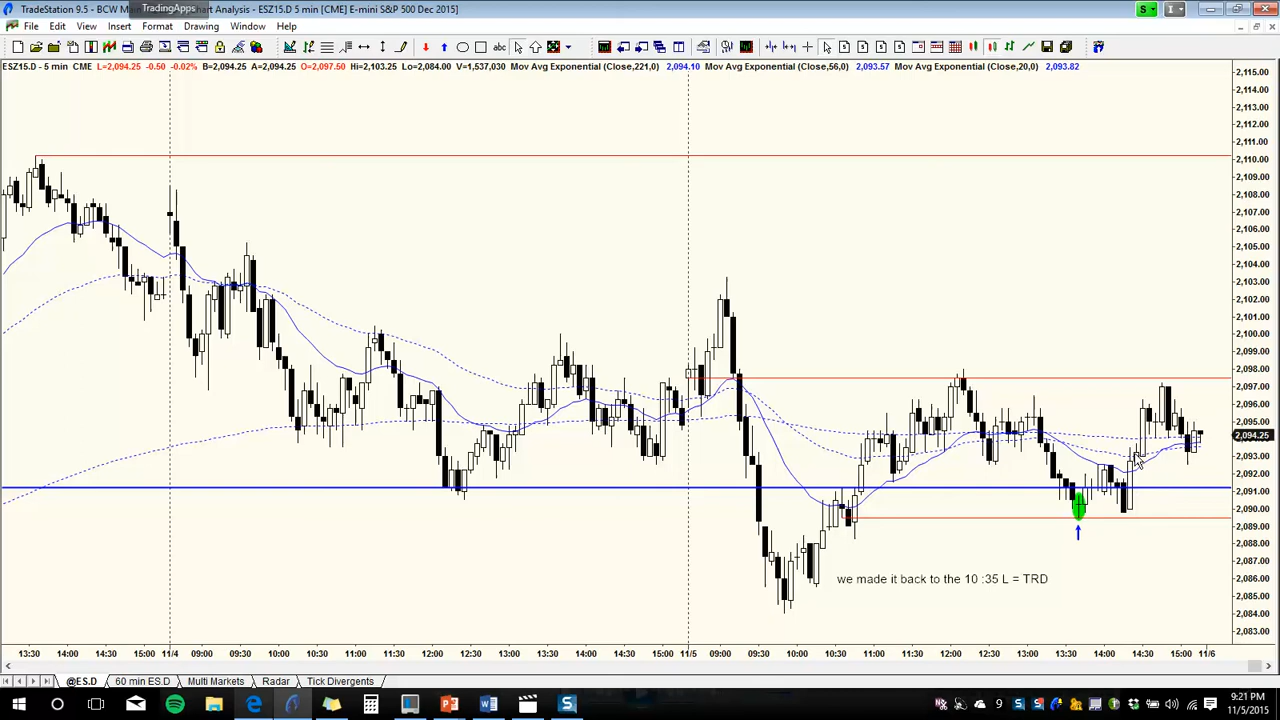 TradeStation 9.5 - BCW
TradingApps
Chart Analysis - ESZ15.D 5 min [CME] E-mini S&P 500 Dec 2015]
S
I
File Edit View Insert Format Drawing Window Help
abc
ESZ15.D - 5 min CME L=2,094.25 -0.50 -0.02% B=2,094.25 A=2,094.25 O=2,097.50 Hi=2,103.25 Lo=2,084.00 V=1,537,030 Mov Avg Exponential (Close,221,0) 2,094.10 Mov Avg Exponential (Close,56,0) 2,093.57 Mov Avg Exponential (Close,20,0) 2,093.82
2,115.00
2,114.00
2,113.00
2,112.00
2,111.00
2,110.00
2,109.00
2,108.00
2,107.00
2,106.00
2,105.00
2,104.00
2,103.00
2,102.00
2,101.00
2,100.00
2,099.00
2,098.00
2,097.00
2,096.00
2,095.00
2,094.25
2,093.00
2,092.00
2,091.00
2,090.00
2,089.00
2,088.00
2,087.00
2,086.00
2,085.00
2,084.00
2,083.00
we made it back to the 10 :35 L = TRD
13:30 14:00 14:30 15:00 11/4 09:00 09:30 10:00 10:30 11:00 11:30 12:00 12:30 13:00 13:30 14:00 14:30 15:00 11/5 09:00 09:30 10:00 10:30 11:00 11:30 12:00 12:30 13:00 13:30 14:00 14:30 15:00 11/6
@ES.D 60 min ES.D Multi Markets Radar Tick Divergents
9:21 PM
11/5/2015